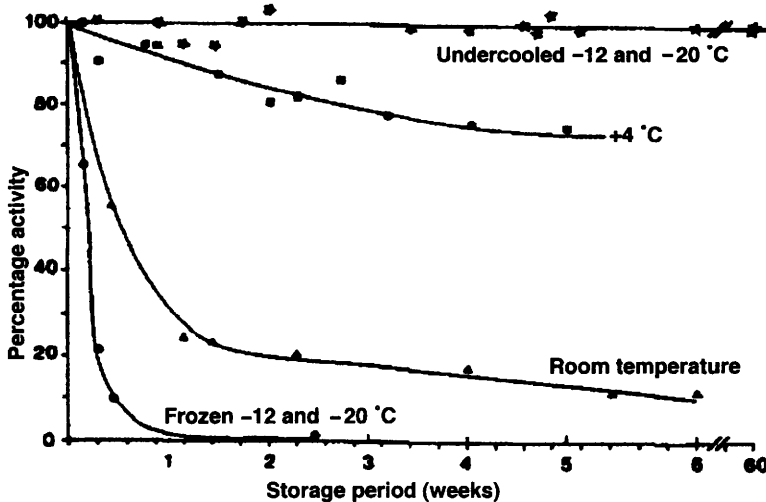 100
80
60
40
20
0
Percentage activity
Undercooled –12 and –20 °C
+4 °C
Room temperature
Frozen –12 and –20 °C
1 2 3 4 5 6 60
Storage period (weeks)